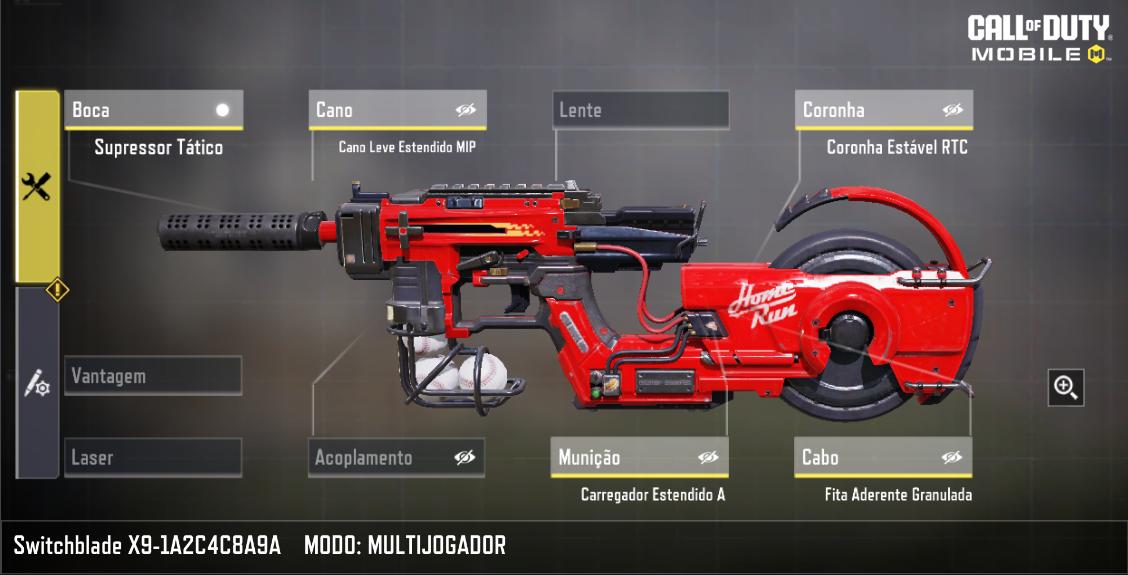 CALL OF DUTY
MOBILE
Boca
Cano
Lente
Coronha
Supressor Tático
Cano Leve Estendido MIP
Coronha Estável RTC
Home
Run
Vantagem
Laser
Acoplamento
Munição
Cabo
Carregador Estendido A
Fita Aderente Granulada
Switchblade X9-1A2C4C8A9A MODO: MULTIJOGADOR